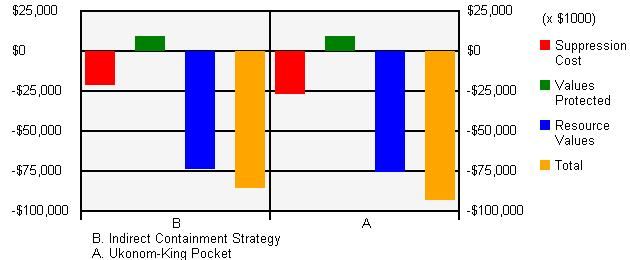 $25,000
$0
-$25,000
-$50,000
-$75,000
-$100,000
$25,000
$0
-$25,000
-$50,000
-$75,000
-$100,000
(x $1000)
Suppression
Cost
Values
Protected
Resource
Values
Total
B
A
B. Indirect Containment Strategy
A. Ukonom-King Pocket